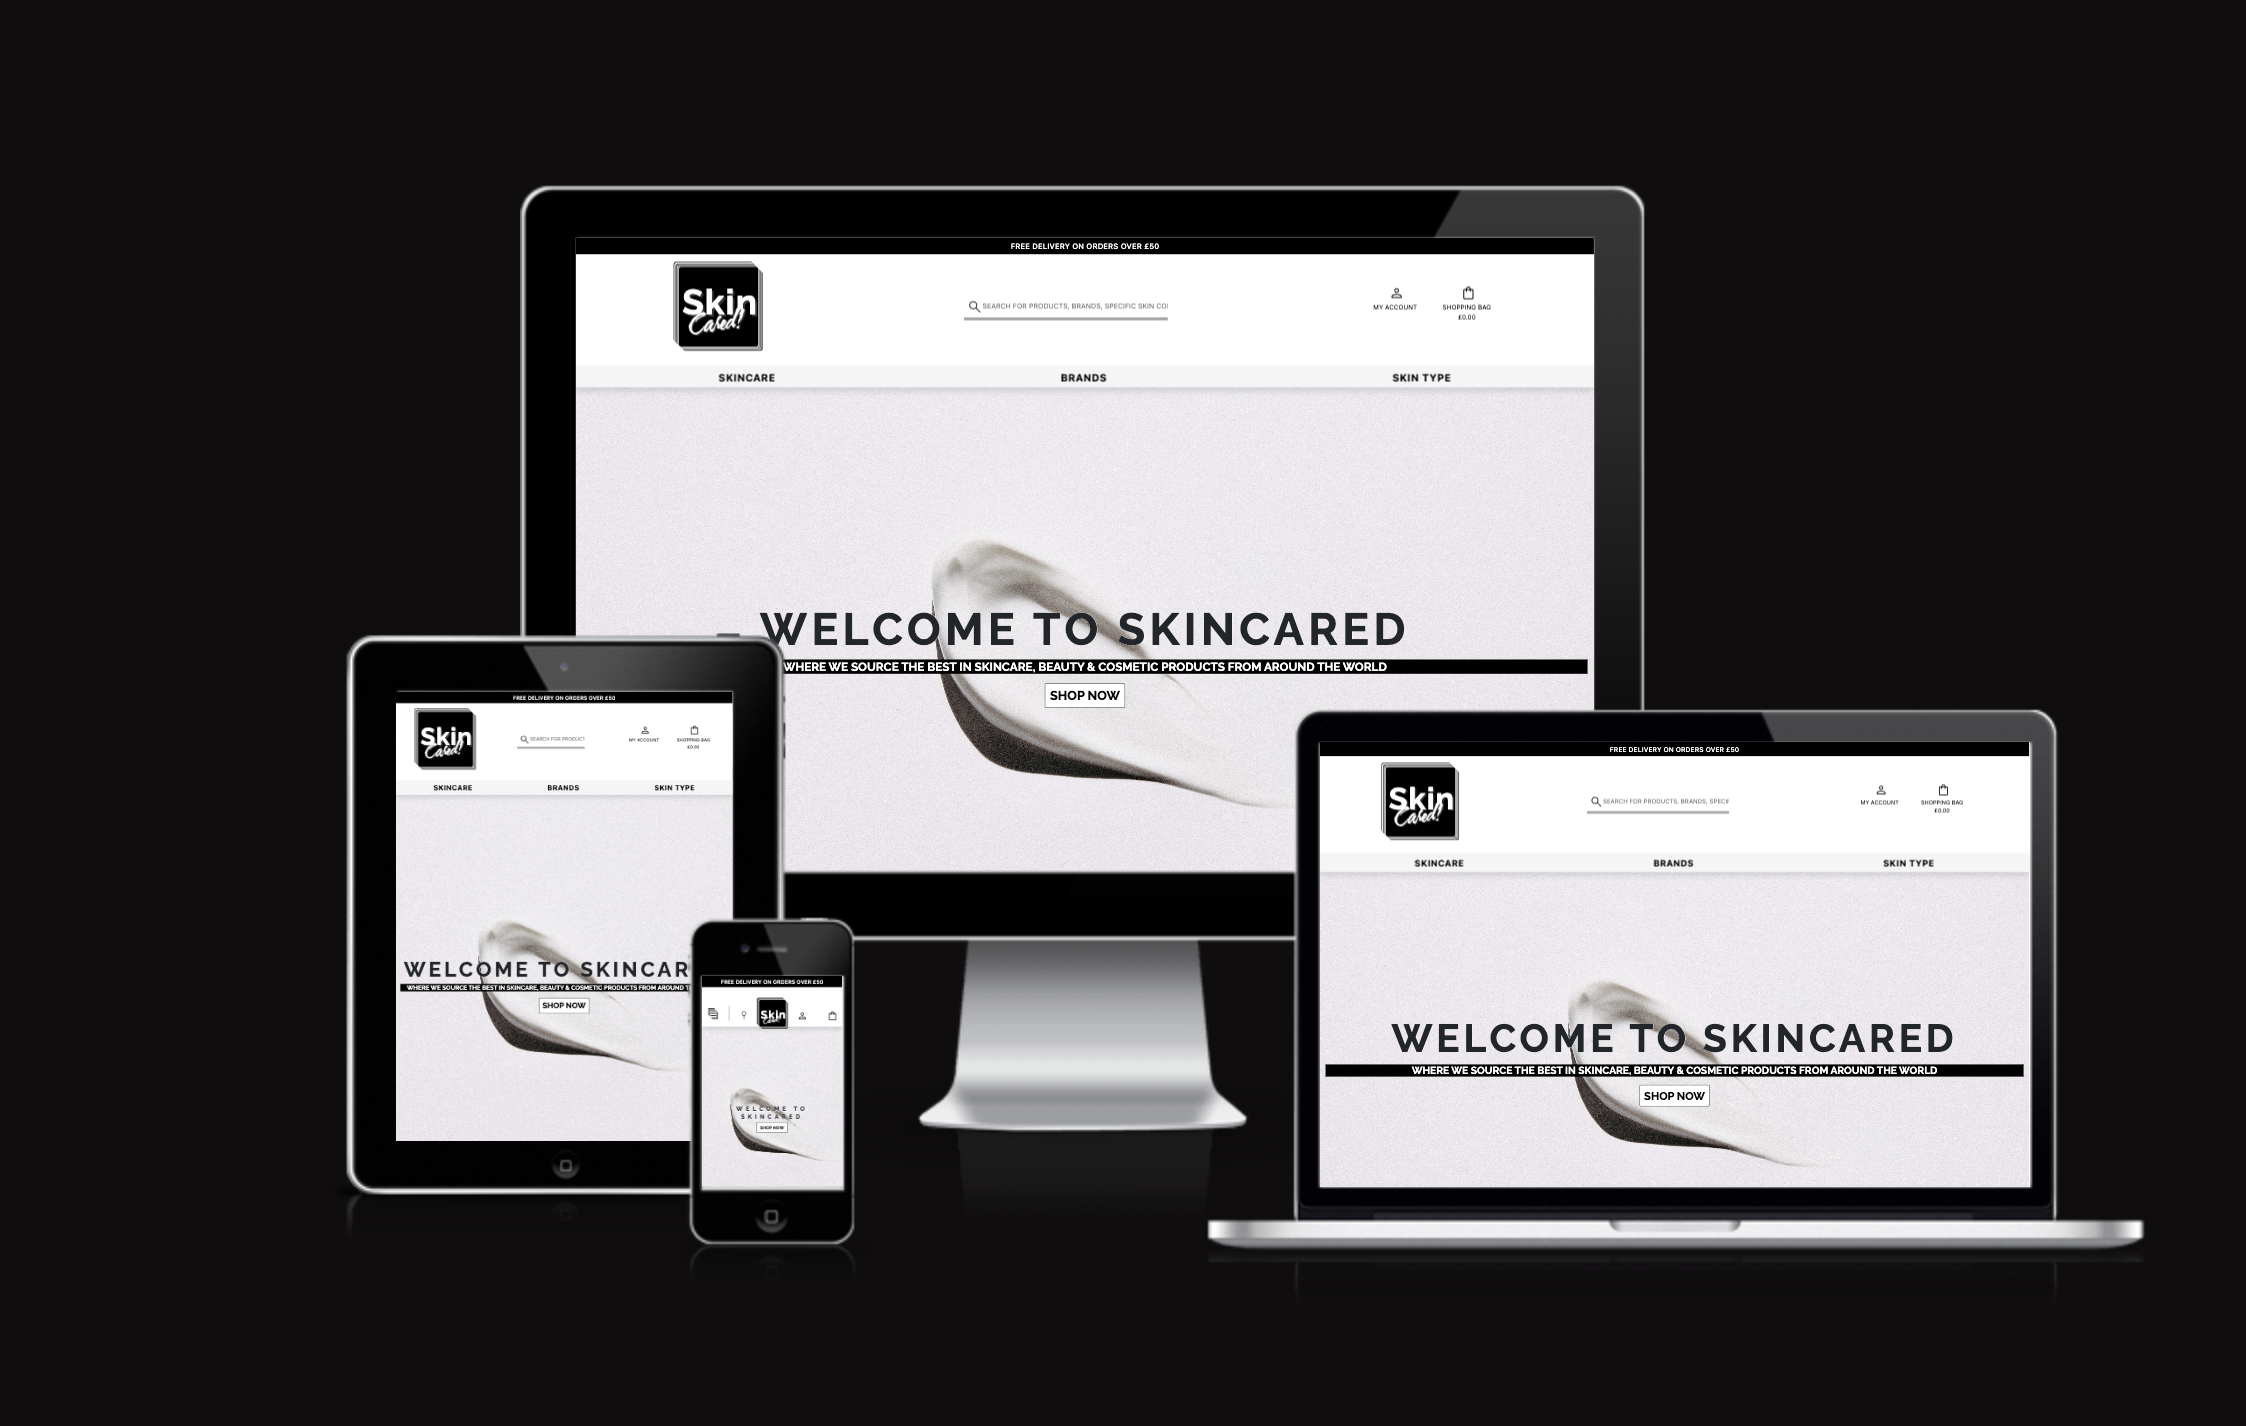 FREE DELIVERY ON ORDERS OVER £50
Skin
Cared!
SEARCH FOR PRODUCTS, BRANDS, SPECIFIC SKIN CO
MY ACCOUNT
SHOPPING BAG
£0.00
SKINCARE BRANDS SKIN TYPE
WELCOME TO SKINCARED
WHERE WE SOURCE THE BEST IN SKINCARE, BEAUTY & COSMETIC PRODUCTS FROM AROUND THE WORLD
SHOP NOW
FREE DELIVERY ON ORDERS OVER £50
Skin
Cared!
SEARCH FOR PRODUCT
MY ACCOUNT
SHOPPING BAG
£0.00
SKINCARE BRANDS SKIN TYPE
WELCOME TO SKINCAR
WHERE WE SOURCE THE BEST IN SKINCARE, BEAUTY & COSMETIC PRODUCTS FROM AROUND T
SHOP NOW
FREE DELIVERY ON ORDERS OVER £50
Skin
Cared!
WELCOME TO
SKINCARED
SHOP NOW
FREE DELIVERY ON ORDERS OVER £50
Skin
Cared!
SEARCH FOR PRODUCTS, BRANDS, SPECIF
MY ACCOUNT
SHOPPING BAG
£0.00
SKINCARE BRANDS SKIN TYPE
WELCOME TO SKINCARED
WHERE WE SOURCE THE BEST IN SKINCARE, BEAUTY & COSMETIC PRODUCTS FROM AROUND THE WORLD
SHOP NOW